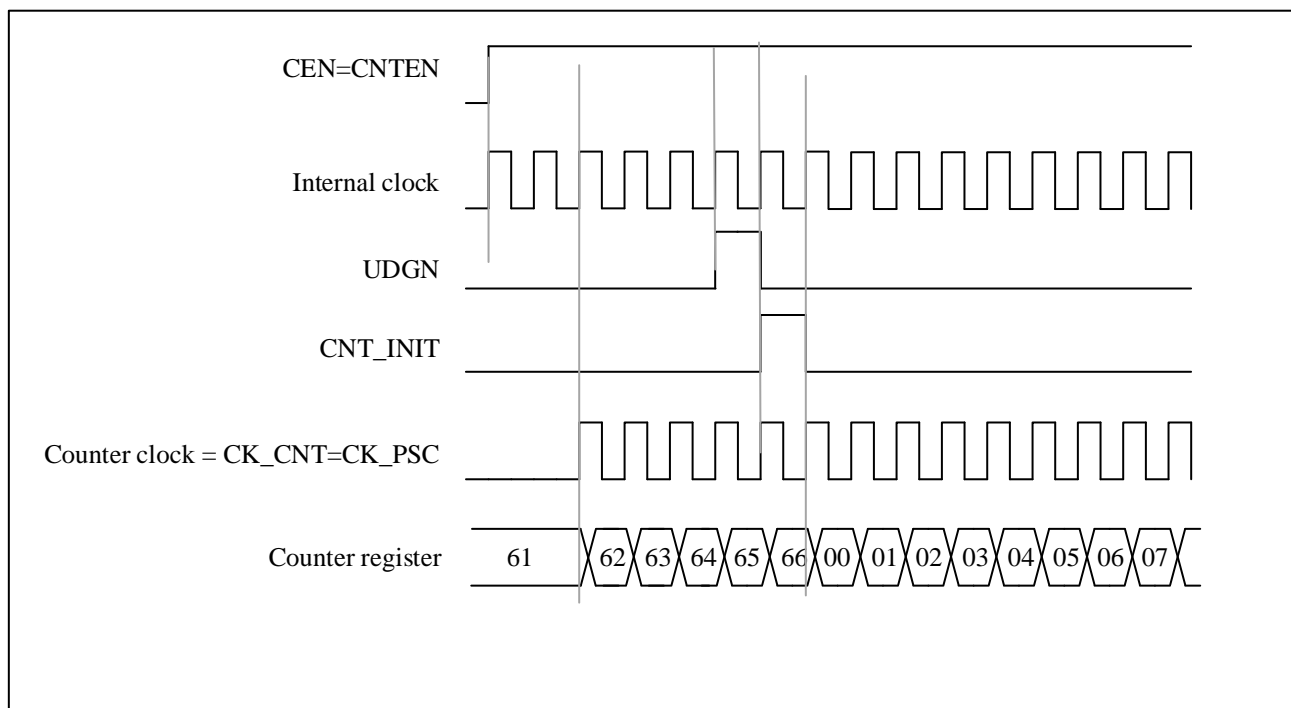 CEN=CNTEN
Internal clock
UDGN
CNT_INIT
Counter clock = CK_CNT=CK_PSC
Counter register 61 62 63 64 65 66 00 01 02 03 04 05 06 07